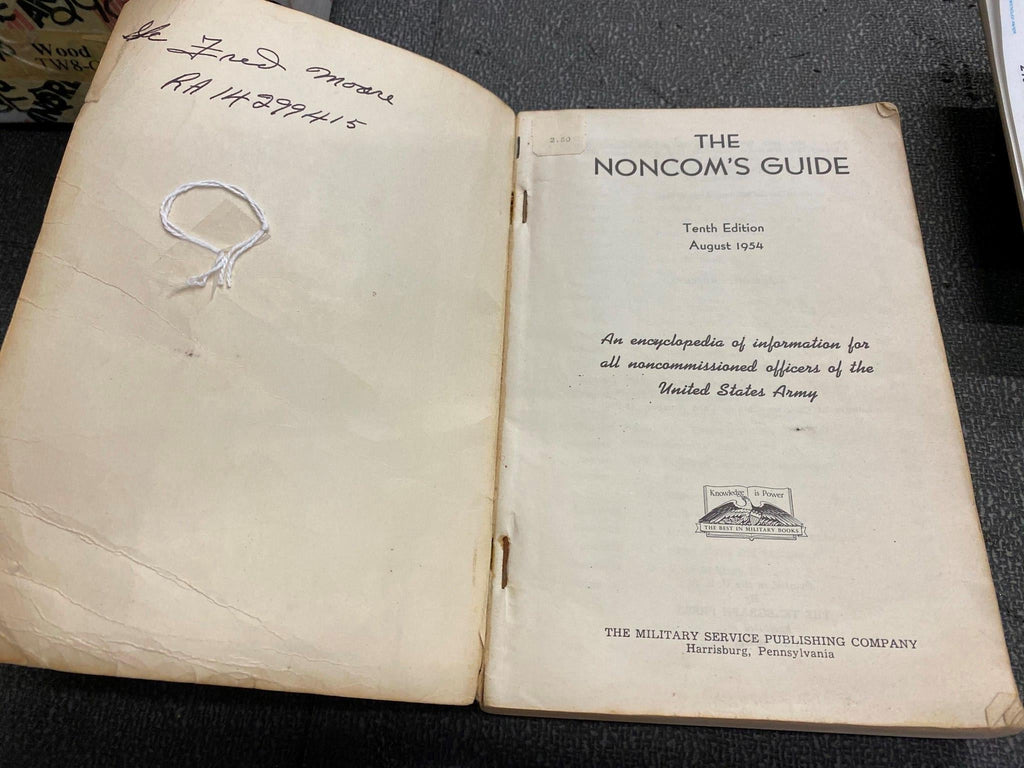 Wood
TW8-
Fred Moore
RA 14299415
2.50
THE
NONCOM'S GUIDE
Tenth Edition
August 1954
An encyclopedia of information for
all noncommissioned officers of the
United States Army
Knowledge is Power
THE BEST IN MILITARY BOOKS
THE MILITARY SERVICE PUBLISHING COMPANY
Harrisburg, Pennsylvania